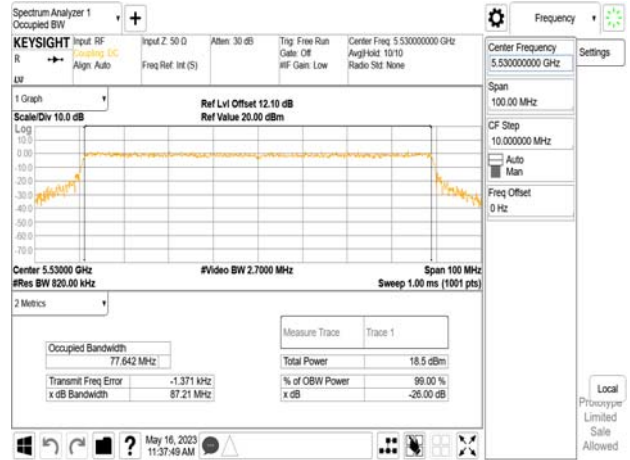 Spectrum Analyzer 1
Occupied BW
Frequency
KEYSIGHT
Input: RF
Coupling: DC
Align: Auto
R
Input Z: 50 Ω
Freq Ref: Int (S)
Atten: 30 dB
Trig: Free Run
Gate: Off
#IF Gain: Low
Center Freq: 5.530000000 GHz
Avg|Hold: 10/10
Radio Std: None
1 Graph
Scale/Div 10.0 dB
Ref Lvl Offset 12.10 dB
Ref Value 20.00 dBm
Log
10.0
0.00
-10.0
-20.0
-30.0
-40.0
-50.0
-60.0
-70.0
Center 5.53000 GHz
#Res BW 820.00 kHz
#Video BW 2.7000 MHz
Span 100 MHz
Sweep 1.00 ms (1001 pts)
2 Metrics
Measure Trace
Trace 1
Occupied Bandwidth
77.642 MHz
Total Power
18.5 dBm
Transmit Freq Error
-1.371 kHz
% of OBW Power
99.00 %
x dB Bandwidth
87.21 MHz
x dB
-26.00 dB
May 16, 2023
11:37:49 AM
Center Frequency
5.530000000 GHz
Settings
Span
100.00 MHz
CF Step
10.000000 MHz
Auto
Man
Freq Offset
0 Hz
Local
Prototype
Limited
Sale
Allowed